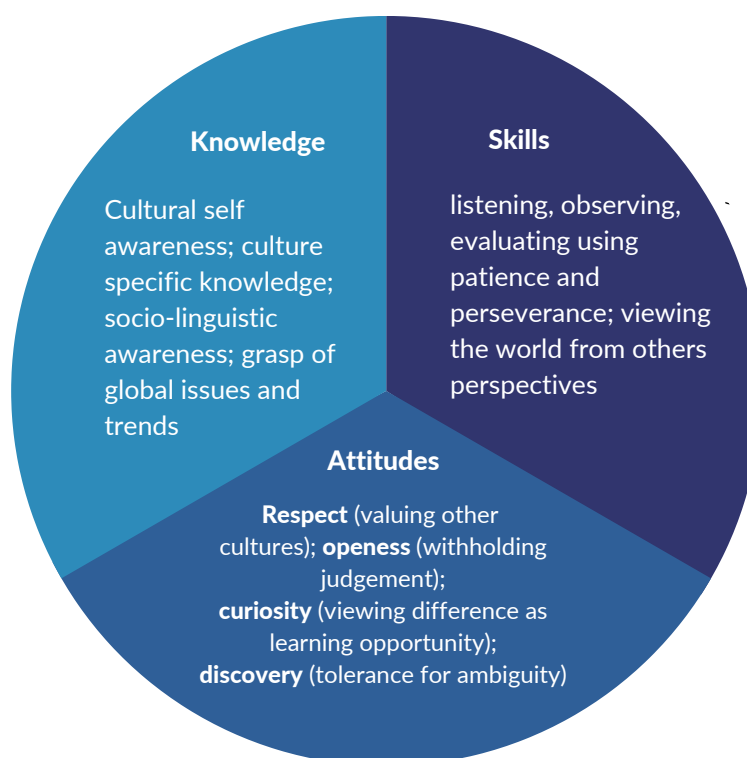 Knowledge
Cultural self
awareness; culture
specific knowledge;
socio-linguistic
awareness; grasp of
global issues and
trends
Skills
listening, observing,
evaluating using
patience and
perseverance; viewing
the world from others
perspectives
Attitudes
Respect (valuing other
cultures); openess (withholding
judgement);
curiosity (viewing difference as
learning opportunity);
discovery (tolerance for ambiguity)